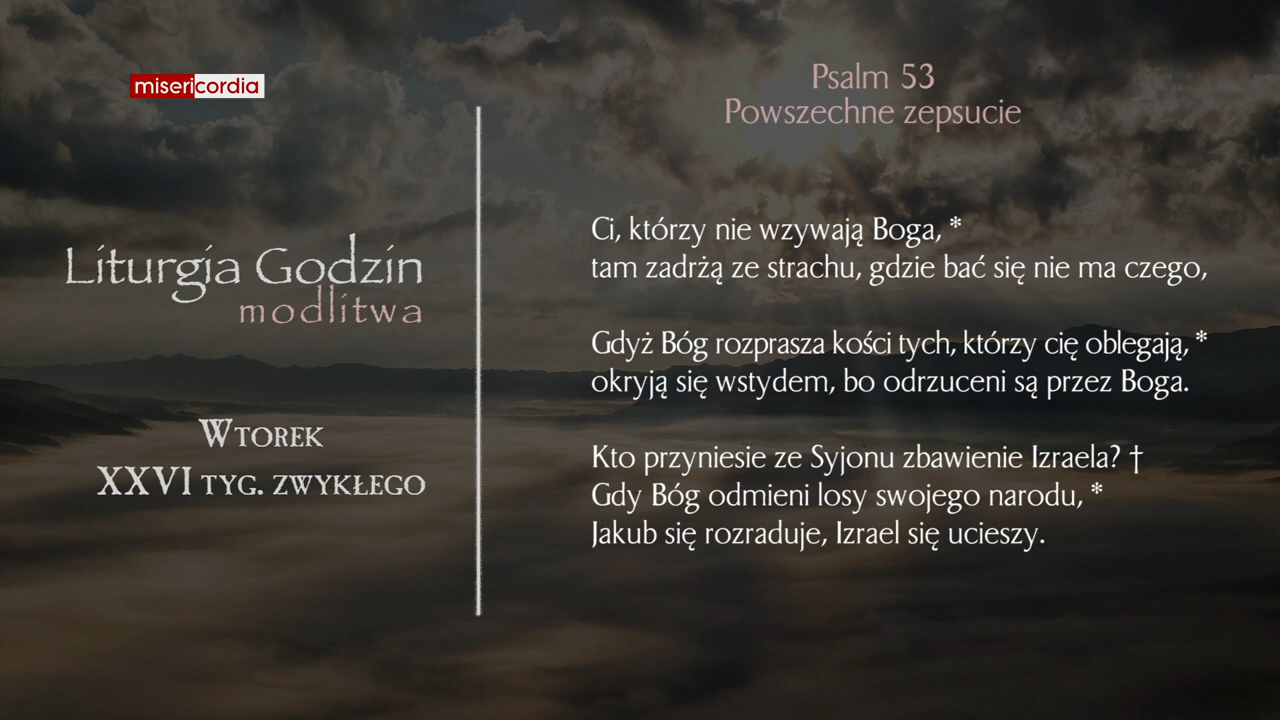 misericordia
Liturgia Godzin
modlitwa
Wtorek
XXVI tyg. zwykłego
Psalm 53
Powszechne zepsucie
Ci, którzy nie wzywają Boga, *
tam zadrżą ze strachu, gdzie bać się nie ma czego,
Gdyż Bóg rozprasza kości tych, którzy cię oblegają, *
okryją się wstydem, bo odrzuceni są przez Boga.
Kto przyniesie ze Syjonu zbawienie Izraela? †
Gdy Bóg odmieni losy swojego narodu, *
Jakub się rozraduje, Izrael się ucieszy.